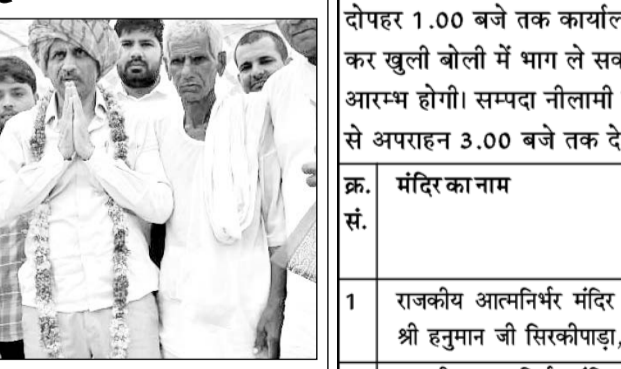 दोपहर 1.00 बजे तक कार्याल
कर खुली बोली में भाग ले सक
आरम्भ होगी। सम्पदा नीलामी
से अपराहन 3.00 बजे तक दे
क्र. सं. मंदिर का नाम
1 राजकीय आत्मनिर्भर मंदिर
श्री हनुमान जी सिरकीपाड़ा,